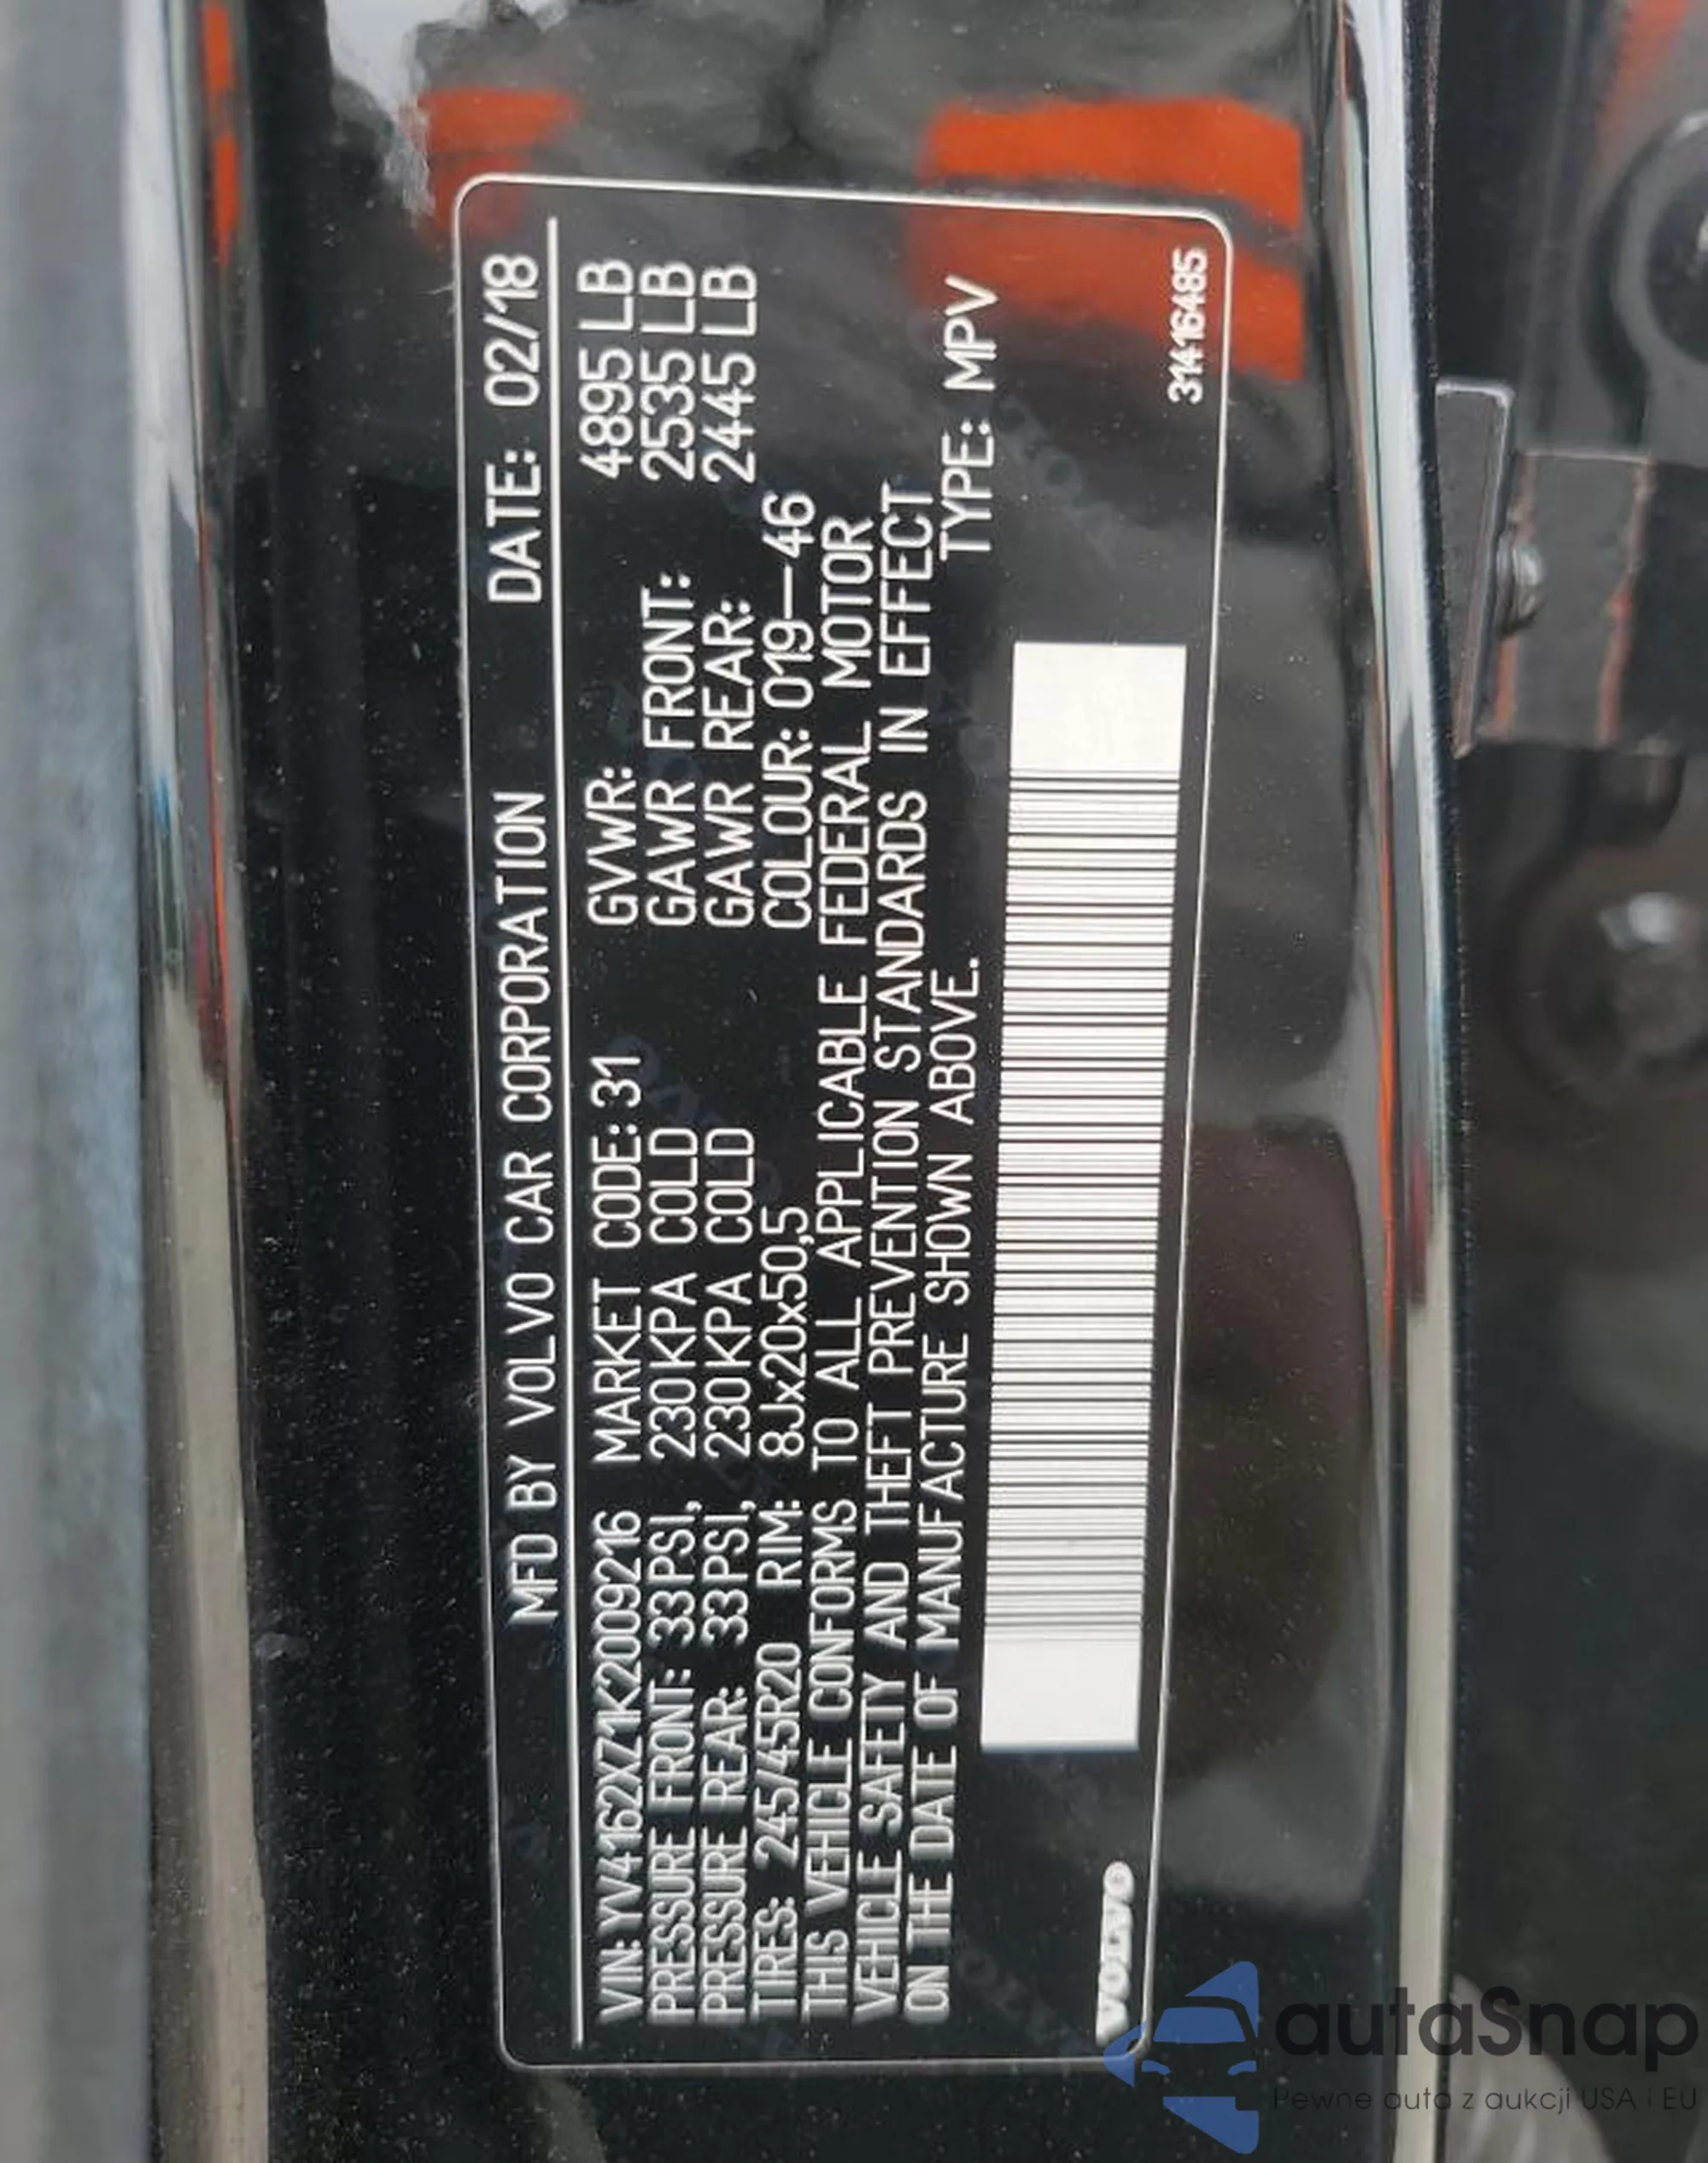 MFD BY VOLVO CAR CORPORATION DATE: 02/18
VIN: YV4162XZ1K2009216 MARKET CODE: 31 GVWR: 4895 LB
PRESSURE FRONT: 33PSI, 230KPA COLD GAWR FRONT: 2535 LB
PRESSURE REAR: 33PSI, 230KPA COLD GAWR REAR: 2445 LB
TIRES: 245/45R20 RIM: 8Jx20x50,5 COLOUR: 019–46
THIS VEHICLE CONFORMS TO ALL APPLICABLE FEDERAL MOTOR
VEHICLE SAFETY AND THEFT PREVENTION STANDARDS IN EFFECT
ON THE DATE OF MANUFACTURE SHOWN ABOVE. TYPE: MPV
VOLVO 31416485
autaSnap
Pewne auta z aukcji USA i EU